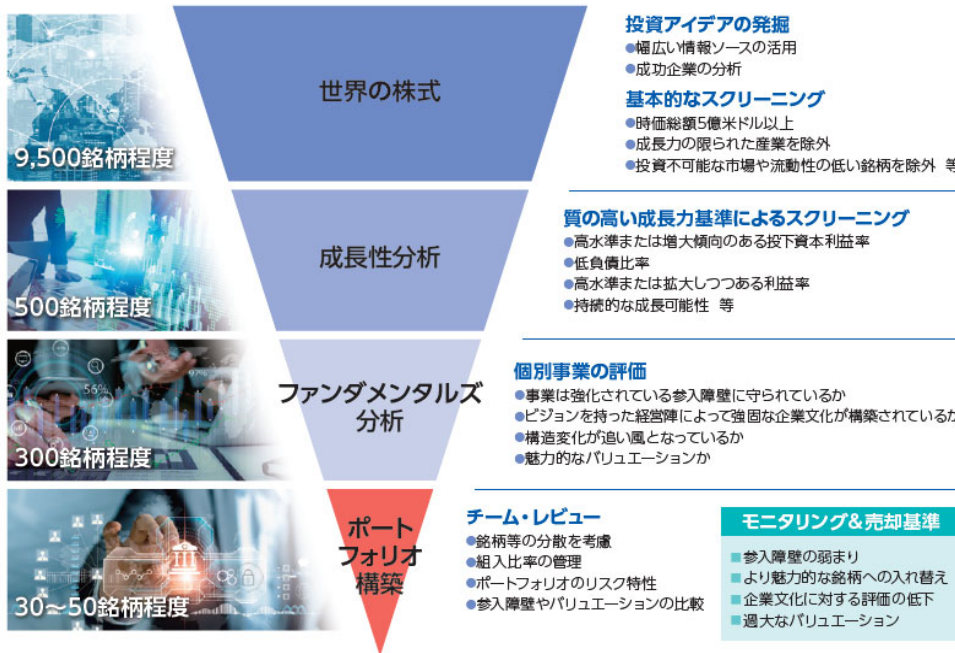 世界の株式
9,500銘柄程度
投資アイデアの発掘
●幅広い情報ソースの活用
●成功企業の分析
基本的なスクリーニング
●時価総額5億米ドル以上
●成長力の限られた産業を除外
●投資不可能な市場や流動性の低い銘柄を除外 等
成長性分析
500銘柄程度
質の高い成長力基準によるスクリーニング
●高水準または増大傾向のある投下資本利益率
●低負債比率
●高水準または拡大しつつある利益率
●持続的な成長可能性 等
56%
ファンダメンタルズ
分析
300銘柄程度
個別事業の評価
●事業は強化されている参入障壁に守られているか
●ビジョンを持った経営陣によって強固な企業文化が構築されているか
●構造変化が追い風となっているか
●魅力的なバリュエーションか
ポート
フォリオ
構築
30~50銘柄程度
チーム・レビュー
●銘柄等の分散を考慮
●組入比率の管理
●ポートフォリオのリスク特性
●参入障壁やバリュエーションの比較
モニタリング&売却基準
■参入障壁の弱まり
■より魅力的な銘柄への入れ替え
■企業文化に対する評価の低下
■過大なバリュエーション